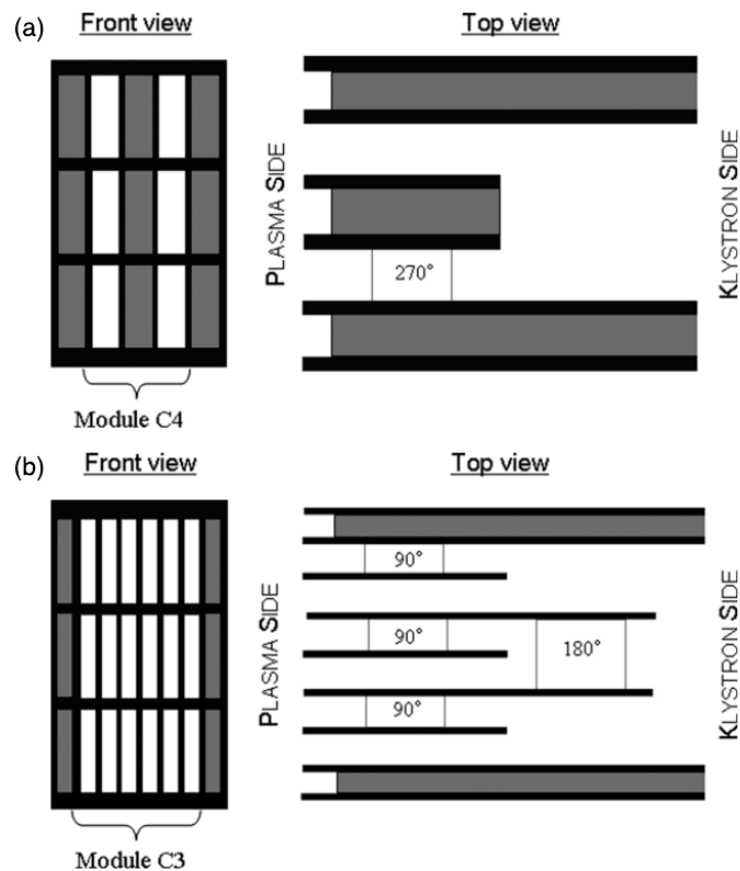 (a)
Front view
Top view
PLASMA SIDE
270°
KLYSTRON SIDE
Module C4
(b)
Front view
Top view
PLASMA SIDE
90°
90°
180°
90°
KLYSTRON SIDE
Module C3